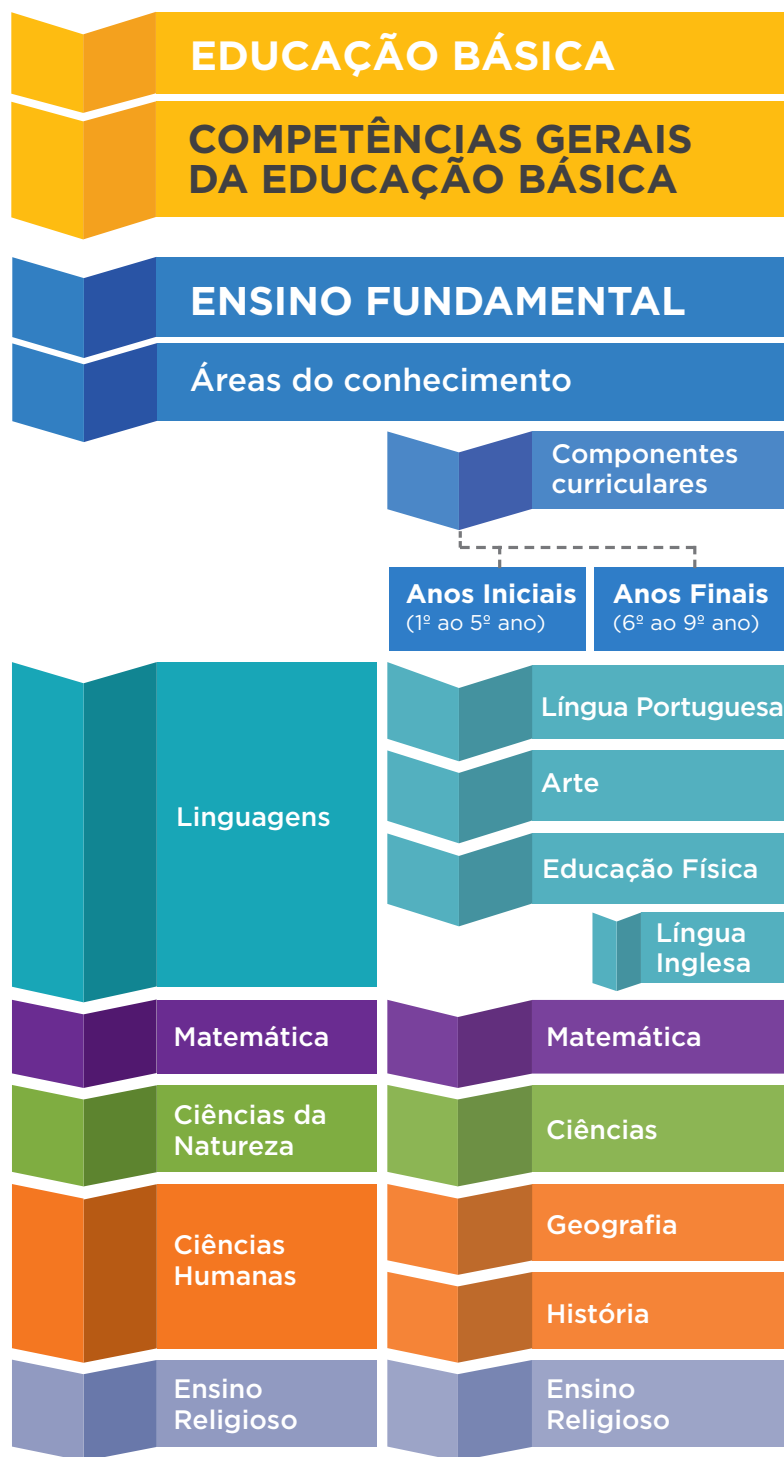 EDUCAÇÃO BÁSICA
COMPETÊNCIAS GERAIS
DA EDUCAÇÃO BÁSICA
ENSINO FUNDAMENTAL
Áreas do conhecimento
Componentes
curriculares
Anos Iniciais
(1º ao 5º ano)
Anos Finais
(6º ao 9º ano)
Linguagens
Língua Portuguesa
Arte
Educação Física
Língua
Inglesa
Matemática
Matemática
Ciências da
Natureza
Ciências
Ciências
Humanas
Geografia
História
Ensino
Religioso
Ensino
Religioso